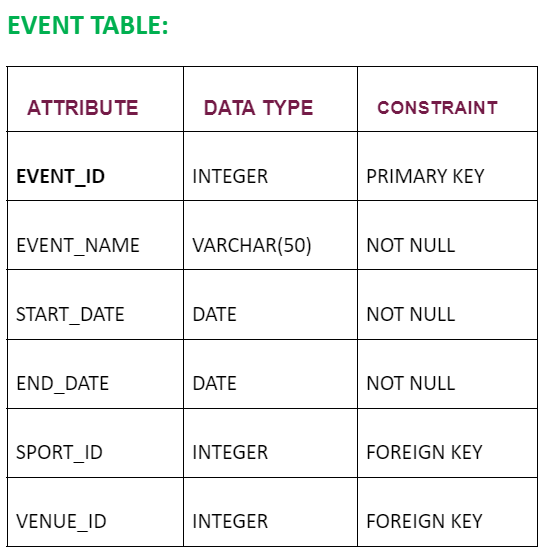 EVENT TABLE:
ATTRIBUTE DATA TYPE CONSTRAINT
EVENT_ID INTEGER PRIMARY KEY
EVENT_NAME VARCHAR(50) NOT NULL
START_DATE DATE NOT NULL
END_DATE DATE NOT NULL
SPORT_ID INTEGER FOREIGN KEY
VENUE_ID INTEGER FOREIGN KEY